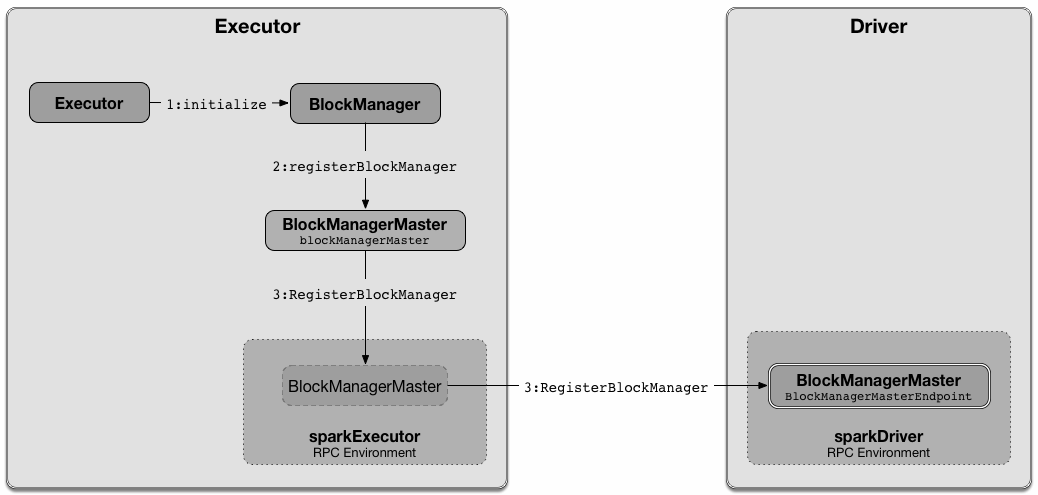 Executor
Driver
Executor
1:initialize
BlockManager
2:registerBlockManager
BlockManagerMaster
blockManagerMaster
3:RegisterBlockManager
BlockManagerMaster
3:RegisterBlockManager
BlockManagerMaster
BlockManagerMasterEndpoint
sparkExecutor
RPC Environment
sparkDriver
RPC Environment